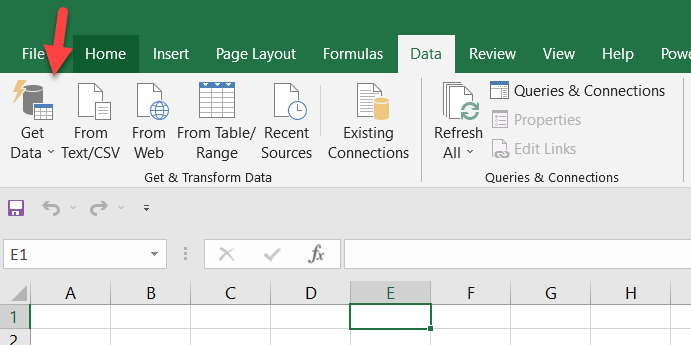 File Home Insert Page Layout Formulas Data Review View Help Powe
Get Data
From Text/CSV
From Web
From Table/ Range
Recent Sources
Existing Connections
Refresh All
Queries & Connections
Properties
Edit Links
Get & Transform Data
Queries & Connections
E1
fx
A B C D E F G H
1
2